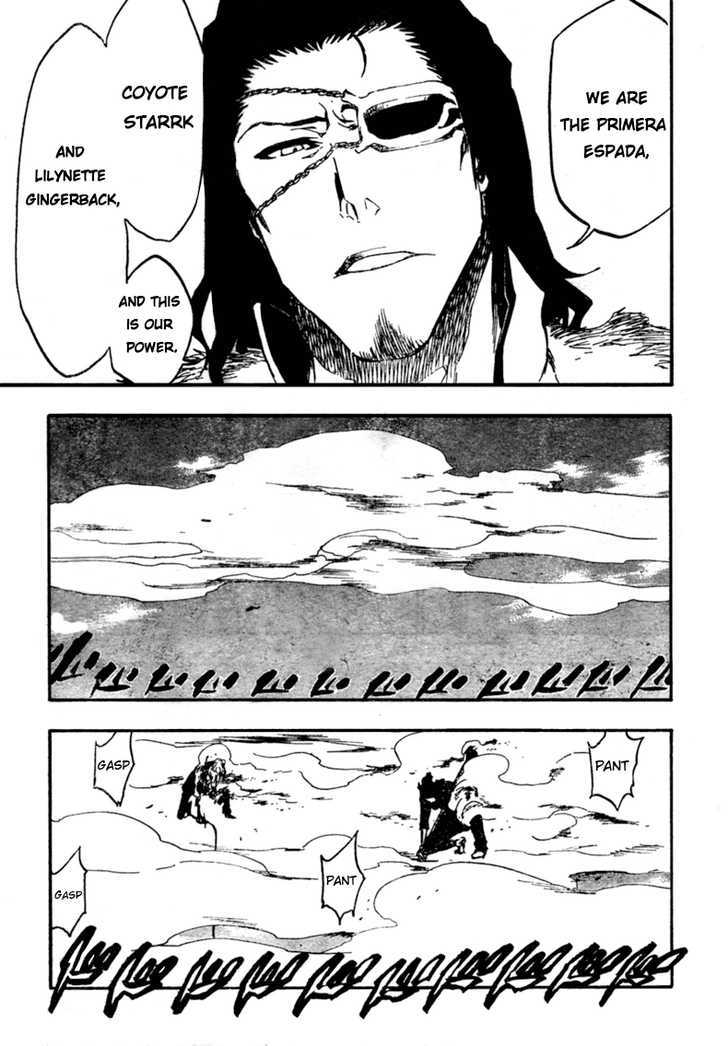 WE ARE
THE PRIMERA
ESPADA,
COYOTE
STARRK
AND
LILYNETTE
GINGERBACK,
AND THIS
IS OUR
POWER.
PANT
GASP
PANT
GASP